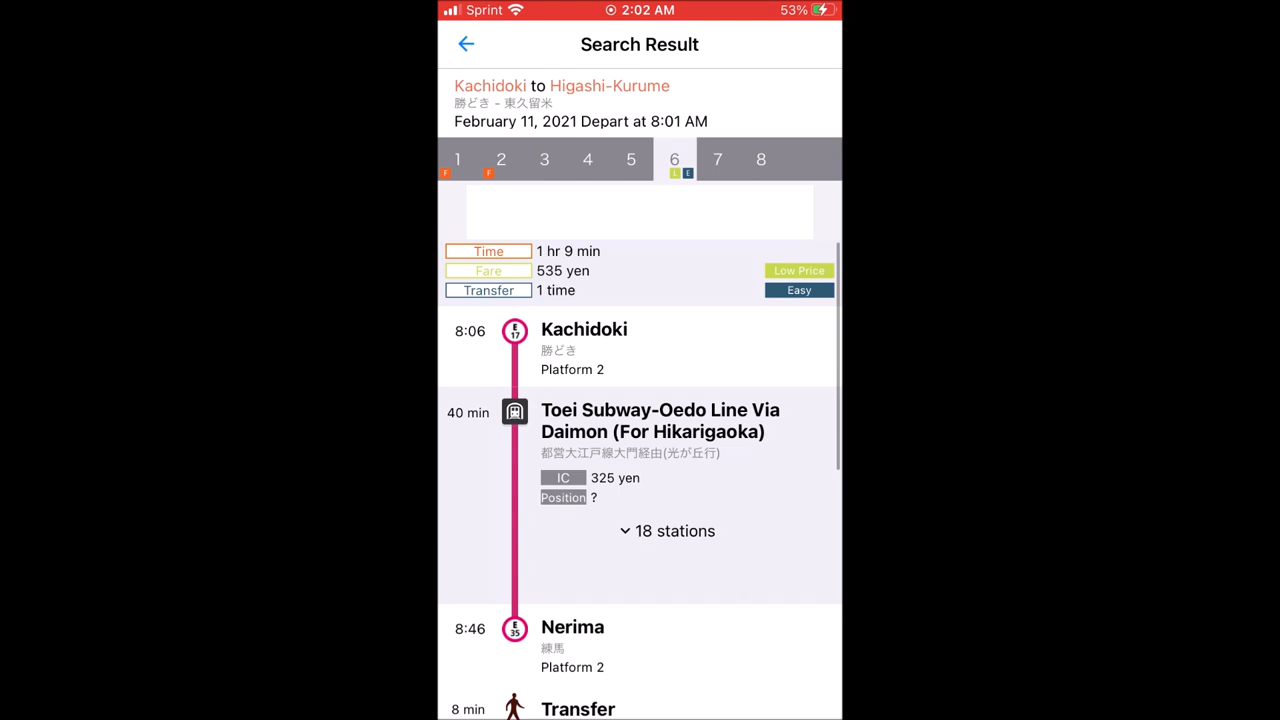 Sprint 2:02 AM 53%
Search Result
Kachidoki to Higashi-Kurume
勝どき - 東久留米
February 11, 2021 Depart at 8:01 AM
1 2 3 4 5 6 7 8
F F L E
Time 1 hr 9 min
Fare 535 yen Low Price
Transfer 1 time Easy
8:06 E 17 Kachidoki
勝どき
Platform 2
40 min Toei Subway-Oedo Line Via
Daimon (For Hikarigaoka)
都営大江戸線大門経由(光が丘行)
IC 325 yen
Position ?
18 stations
8:46 E 35 Nerima
練馬
Platform 2
8 min Transfer